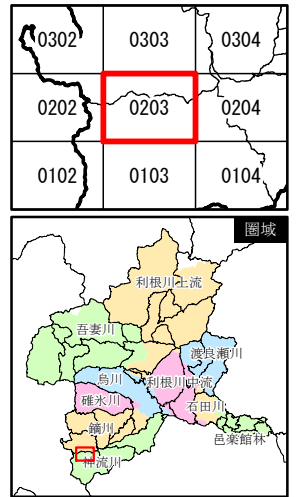 0302 0303 0304
0202 0203 0204
0102 0103 0104
圏域
利根川上流
吾妻川
渡良瀬川
烏川 利根川中流
碓氷川 石田川
鏑川 邑楽館林
神流川